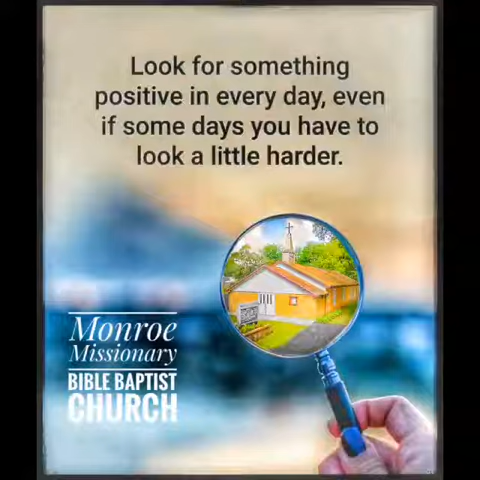 Look for something
positive in every day, even
if some days you have to
look a little harder.
Monroe
Missionary
BIBLE BAPTIST
CHURCH